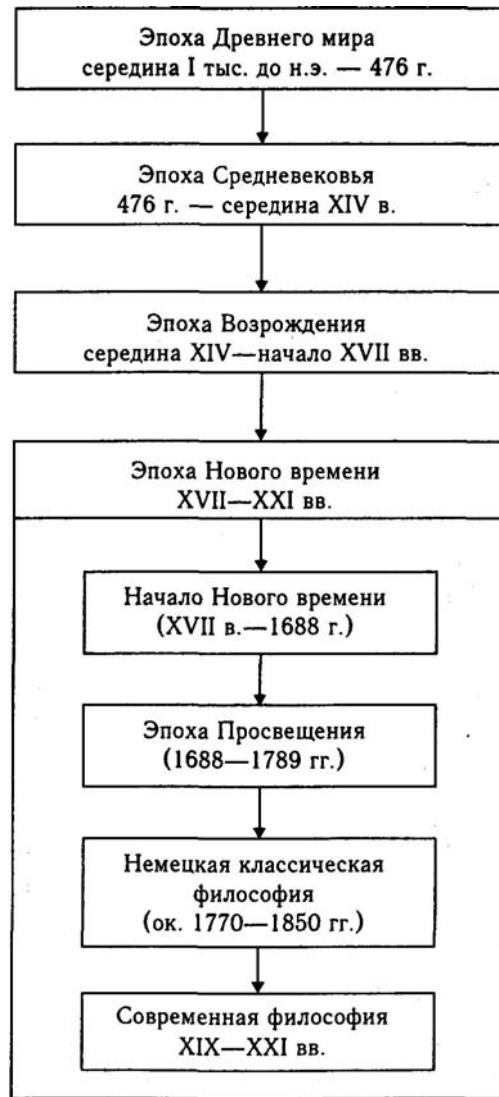 Эпоха Древнего мира
середина I тыс. до н.э. — 476 г.
Эпоха Средневековья
476 г. — середина XIV в.
Эпоха Возрождения
середина XIV—начало XVII вв.
Эпоха Нового времени
XVII—XXI вв.
Начало Нового времени
(XVII в.—1688 г.)
Эпоха Просвещения
(1688—1789 гг.)
Немецкая классическая
философия
(ок. 1770—1850 гг.)
Современная философия
XIX—XXI вв.